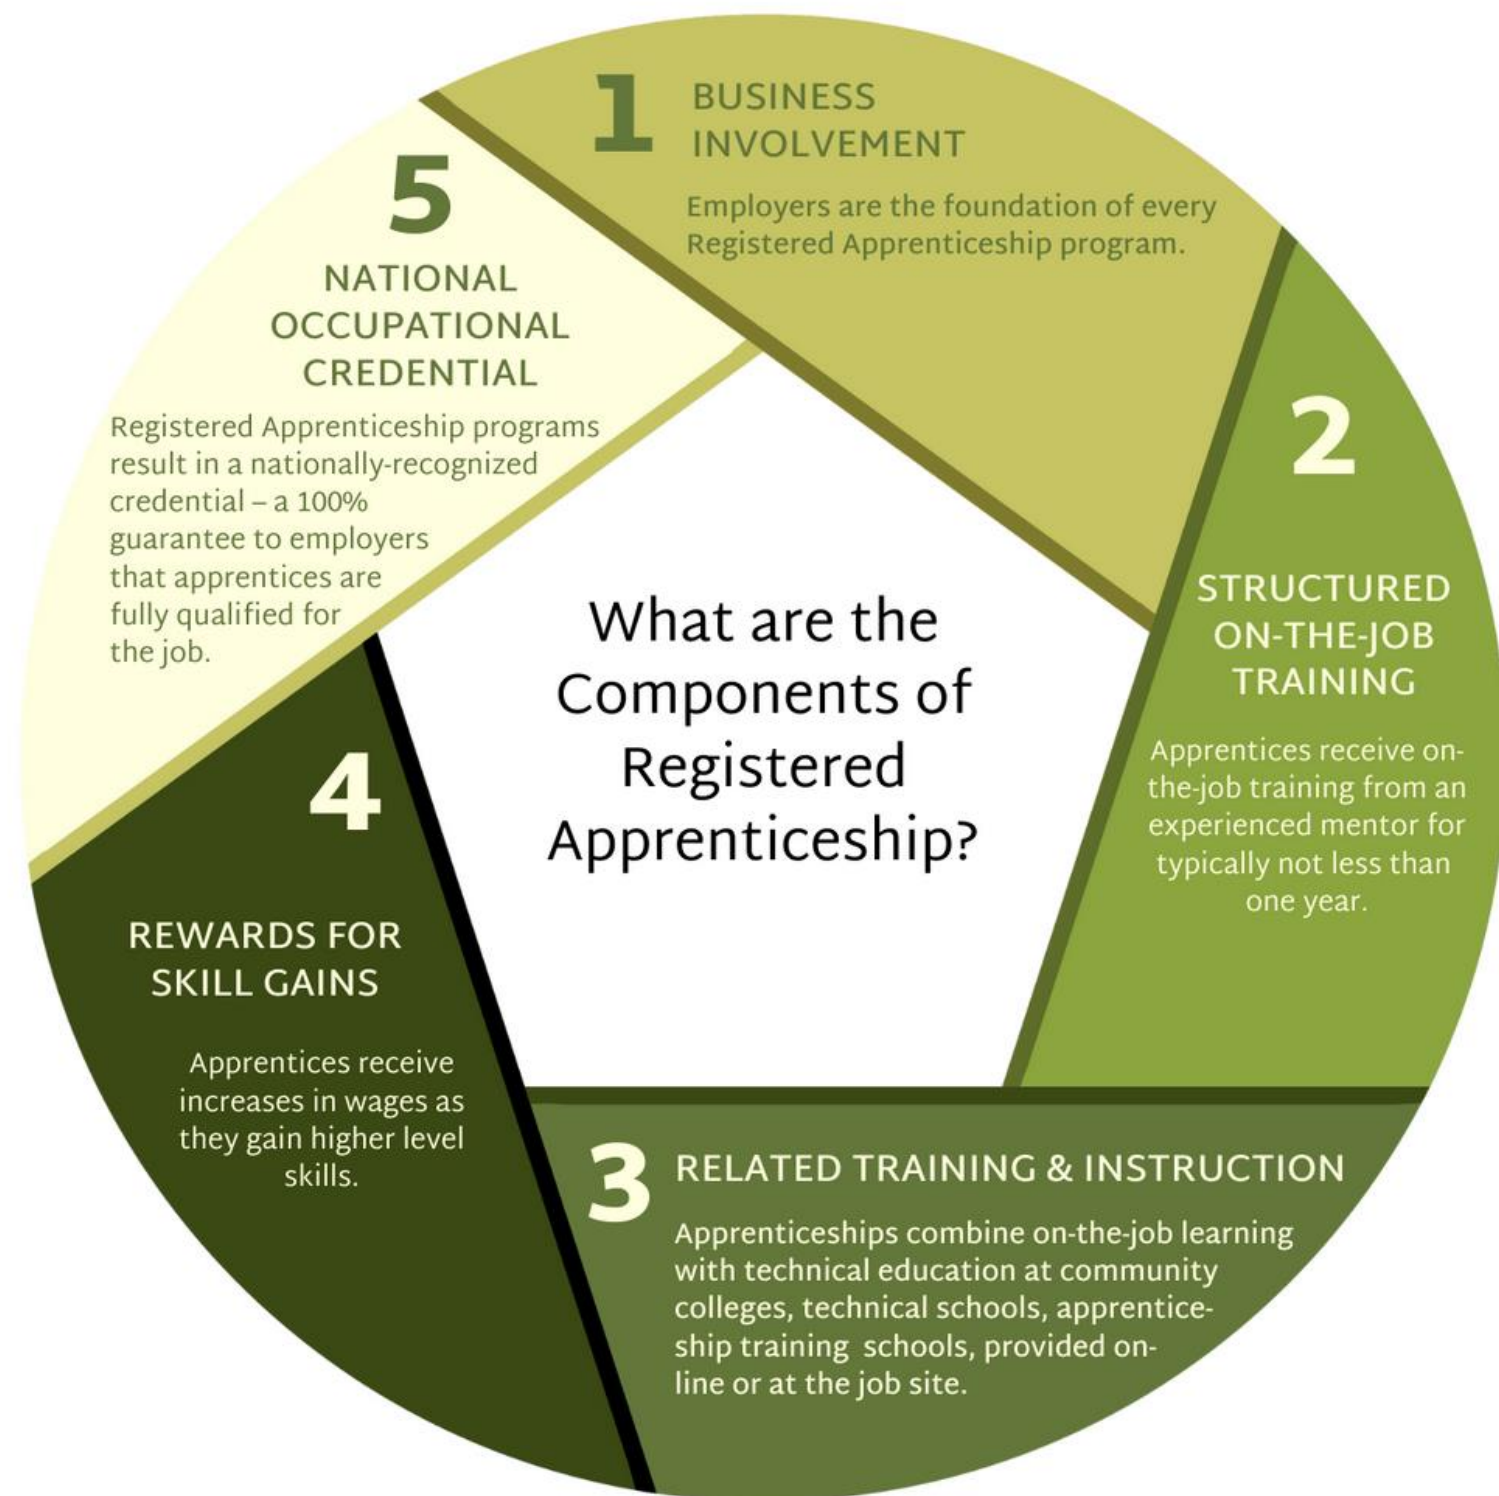 What are the
Components of
Registered
Apprenticeship?
1
BUSINESS
INVOLVEMENT
Employers are the foundation of every
Registered Apprenticeship program.
2
STRUCTURED
ON-THE-JOB
TRAINING
Apprentices receive on-
the-job training from an
experienced mentor for
typically not less than
one year.
3
RELATED TRAINING & INSTRUCTION
Apprenticeships combine on-the-job learning
with technical education at community
colleges, technical schools, apprentice-
ship training schools, provided on-
line or at the job site.
4
REWARDS FOR
SKILL GAINS
Apprentices receive
increases in wages as
they gain higher level
skills.
5
NATIONAL
OCCUPATIONAL
CREDENTIAL
Registered Apprenticeship programs
result in a nationally-recognized
credential – a 100%
guarantee to employers
that apprentices are
fully qualified for
the job.